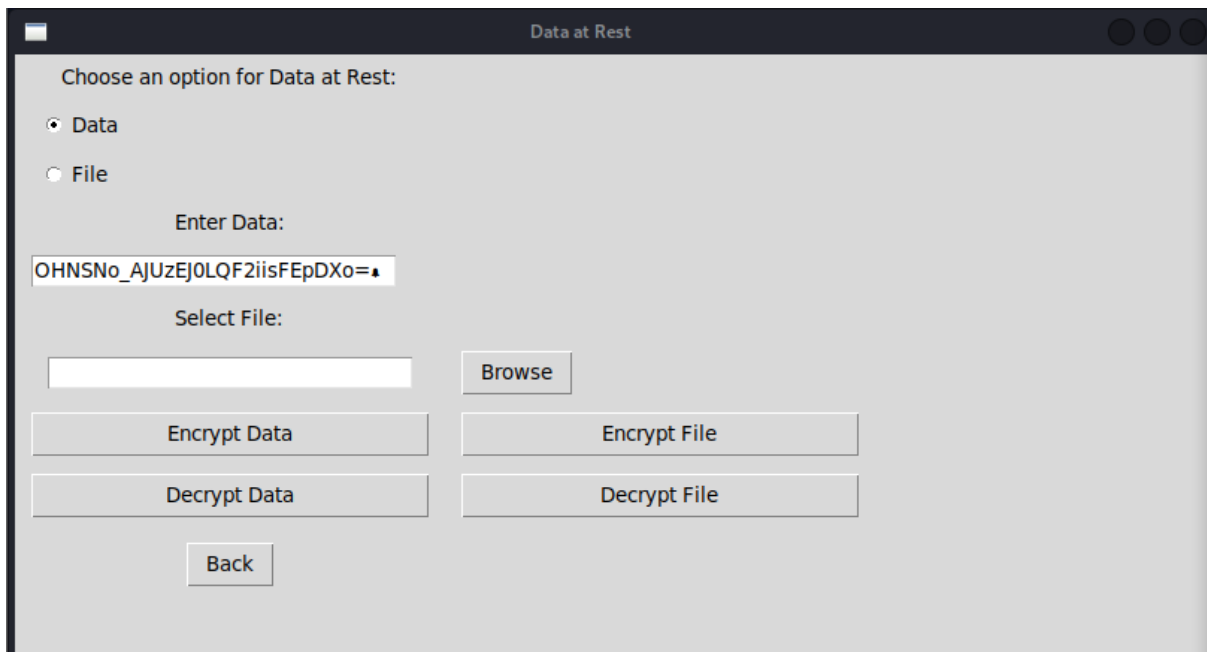 Data at Rest
Choose an option for Data at Rest:
Data
File
Enter Data:
OHNSNo_AJUzEJ0LQF2iisFEpDXo=
Select File:
Browse
Encrypt Data Encrypt File
Decrypt Data Decrypt File
Back